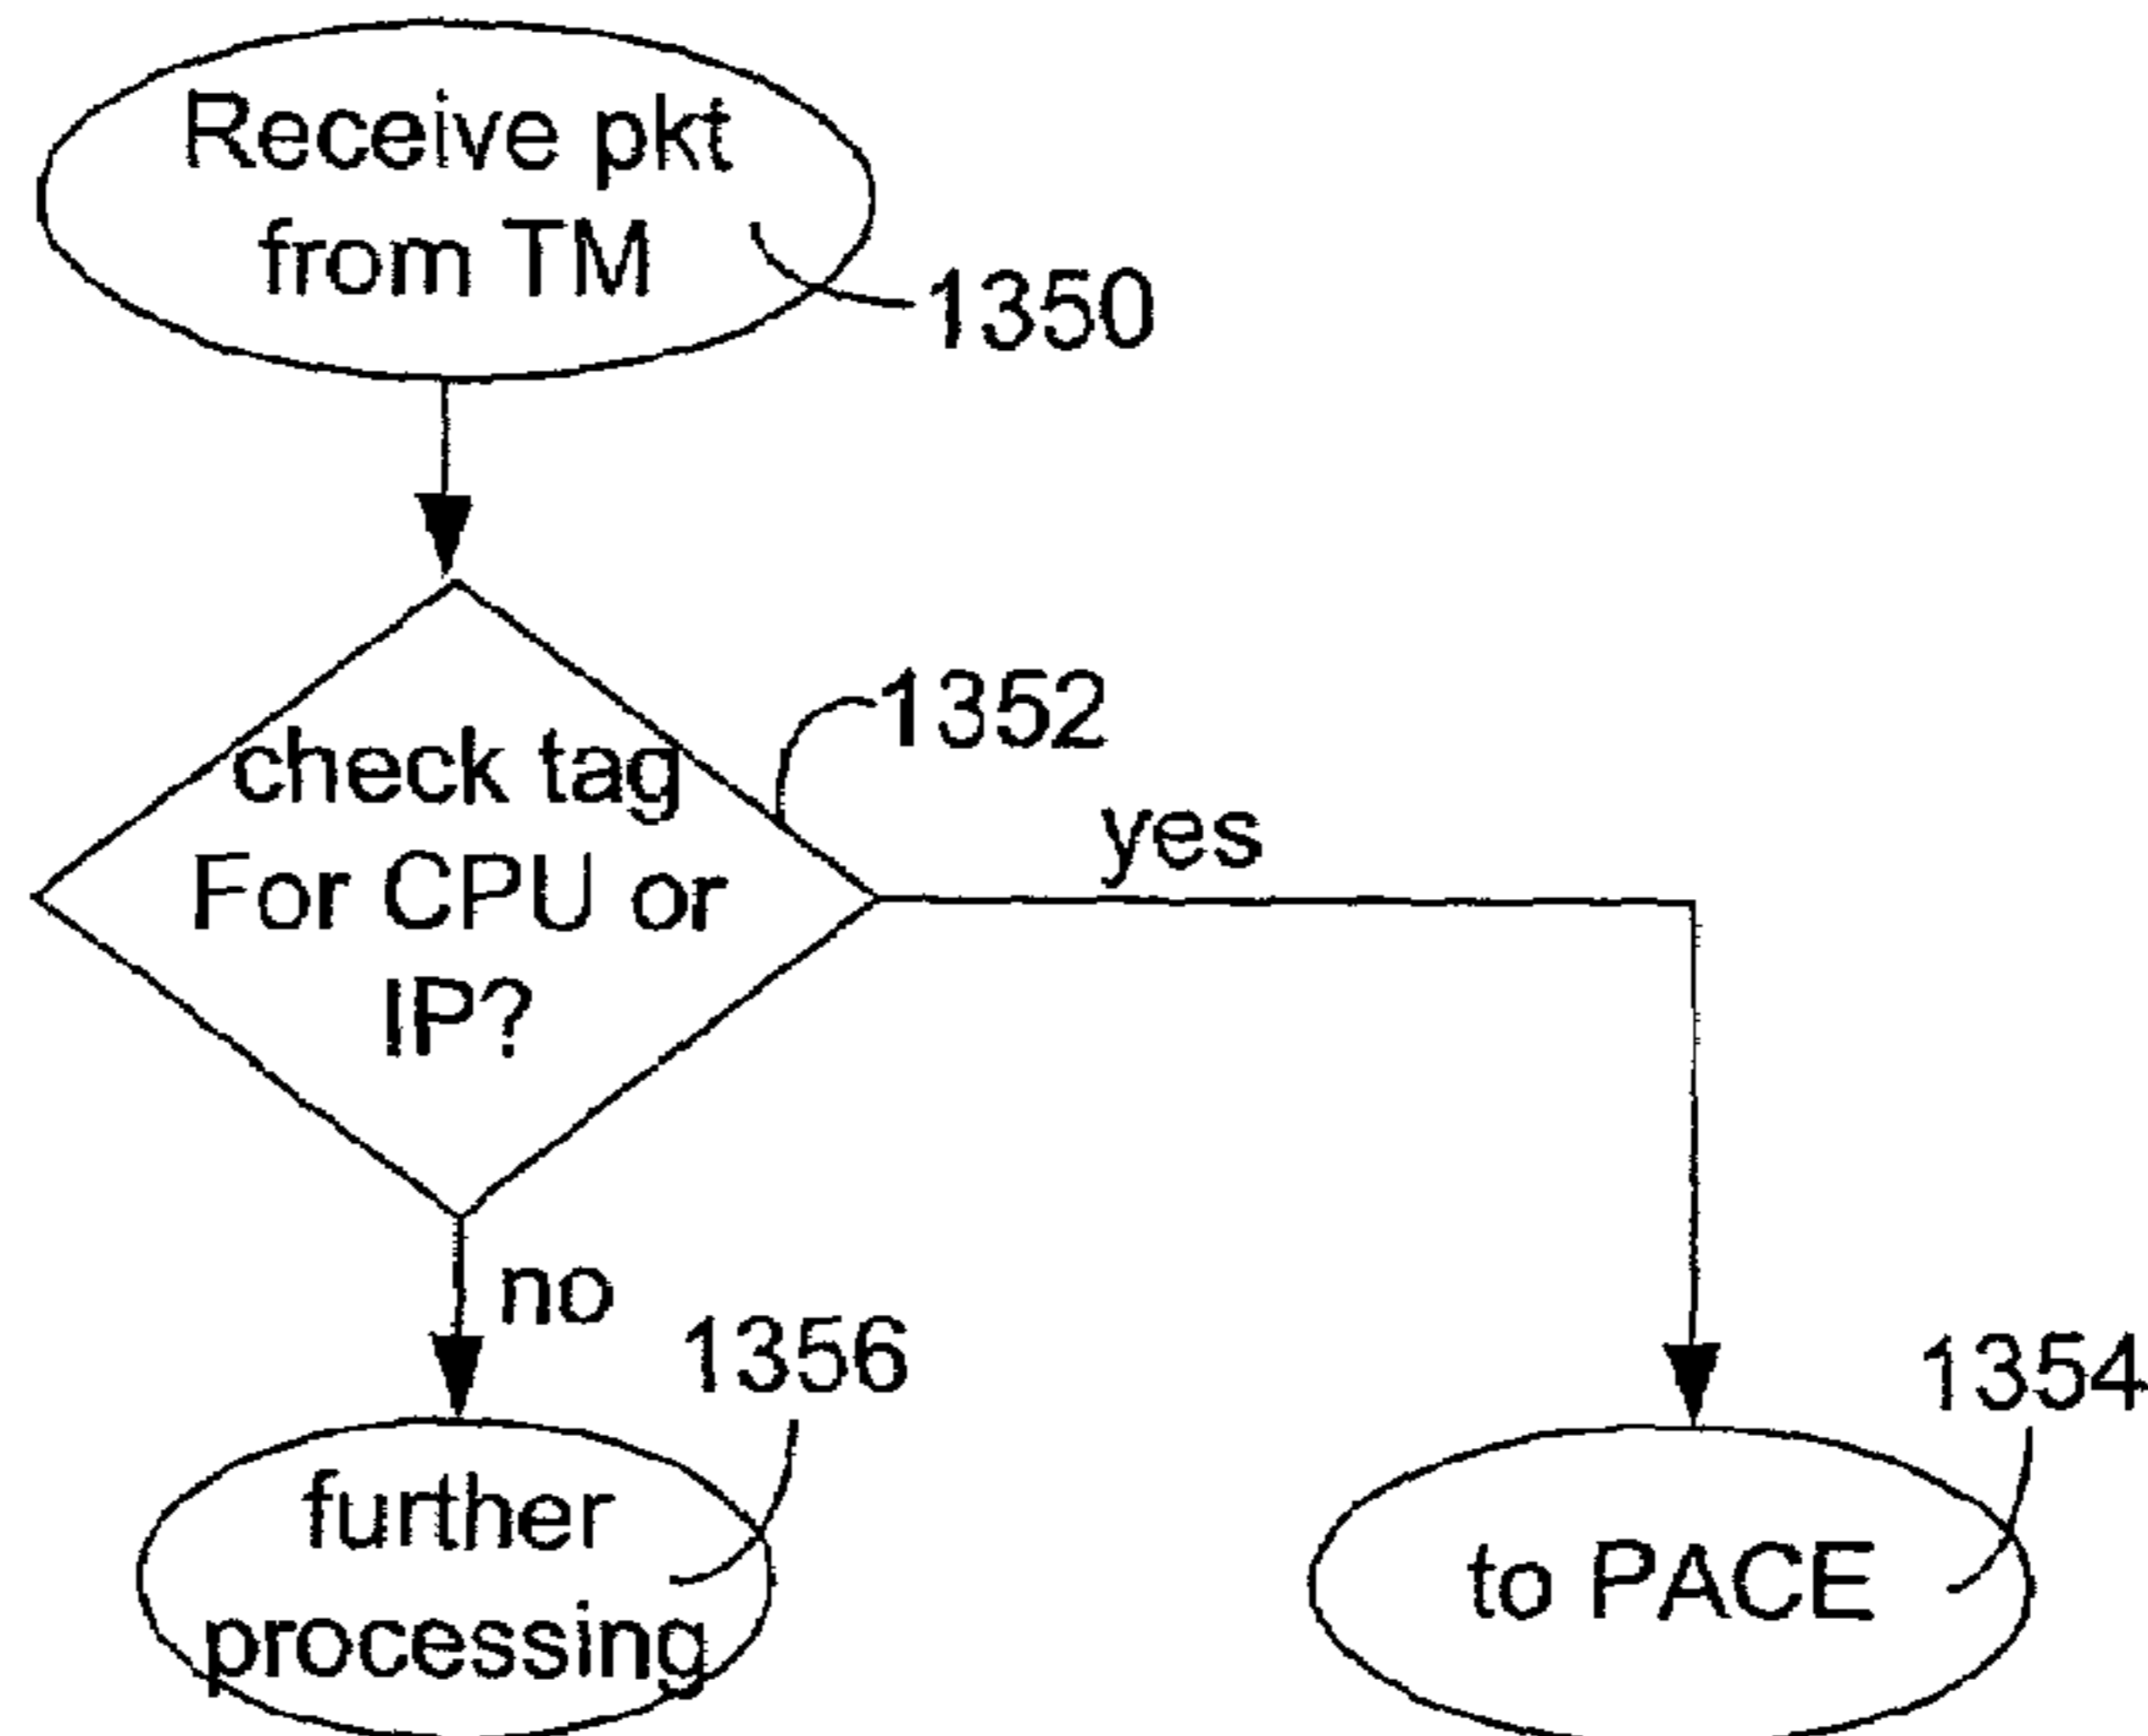 Receive pkt
from TM
1350
1352
check tag
For CPU or
IP?
yes
no
1356
1354
further
processing
to PACE